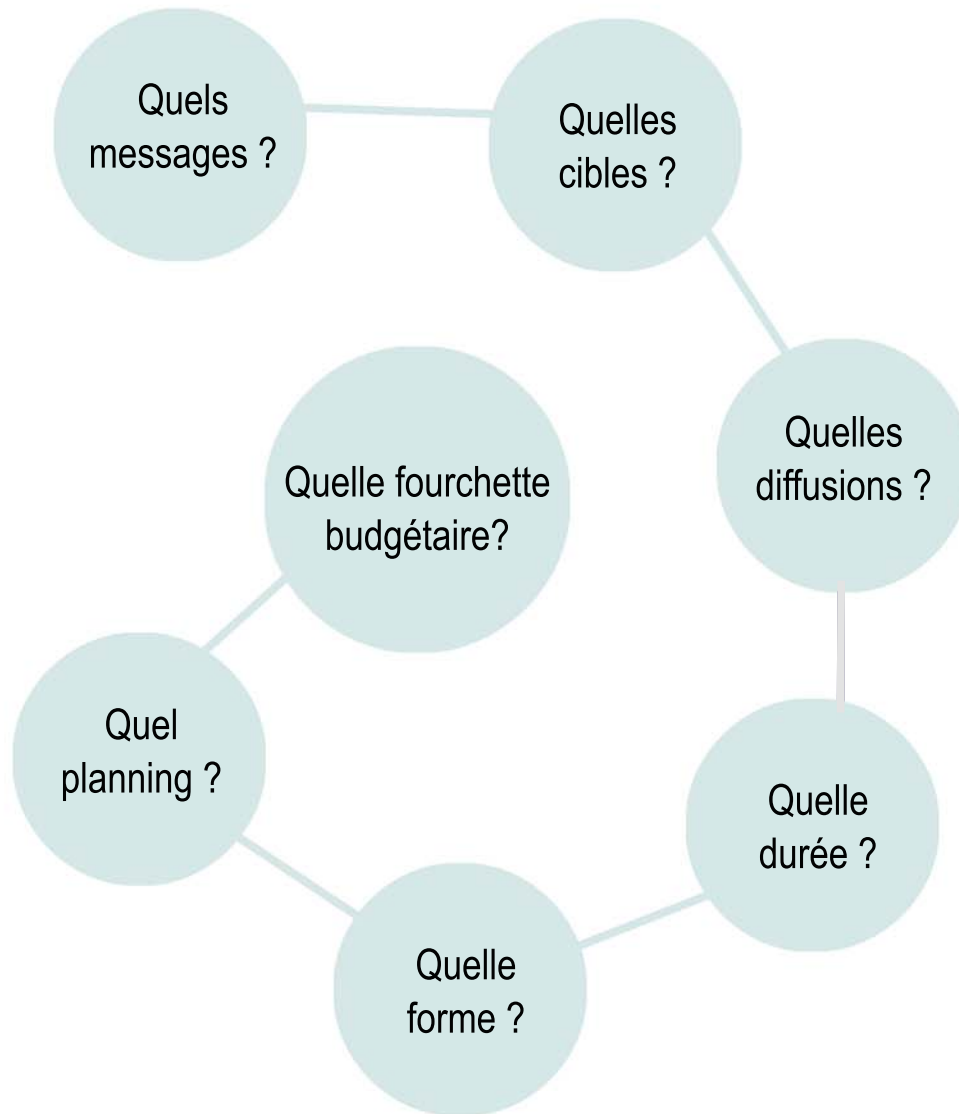 Quels
messages ?
Quelles
cibles ?
Quelles
diffusions ?
Quelle
durée ?
Quelle
forme ?
Quel
planning ?
Quelle fourchette
budgétaire?